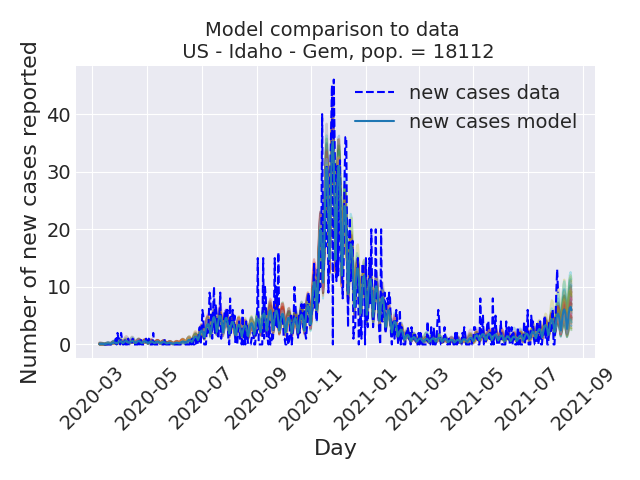 Model comparison to data
US - Idaho - Gem, pop. = 18112
new cases data
new cases model
Number of new cases reported
40
30
20
10
0
2020-03
2020-05
2020-07
2020-09
2020-11
2021-01
2021-03
2021-05
2021-07
2021-09
Day